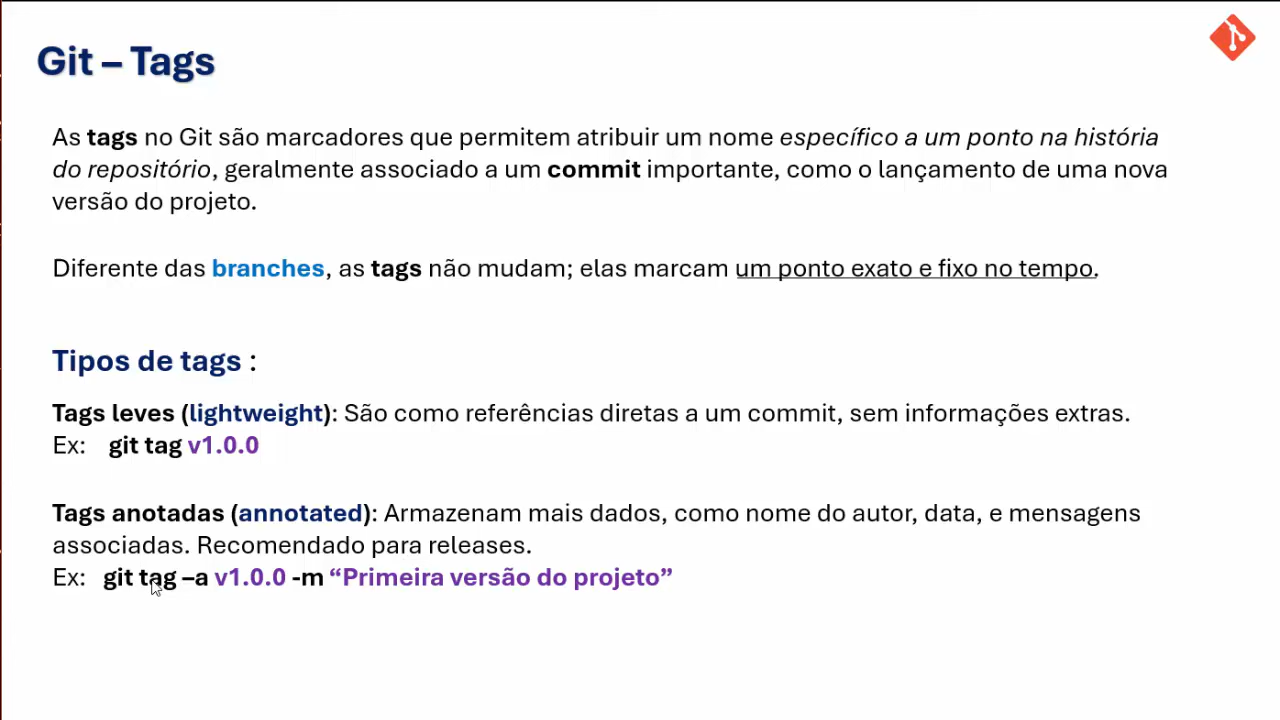 Git – Tags
As tags no Git são marcadores que permitem atribuir um nome específico a um ponto na história
do repositório, geralmente associado a um commit importante, como o lançamento de uma nova
versão do projeto.
Diferente das branches, as tags não mudam; elas marcam um ponto exato e fixo no tempo.
Tipos de tags :
Tags leves (lightweight): São como referências diretas a um commit, sem informações extras.
Ex: git tag v1.0.0
Tags anotadas (annotated): Armazenam mais dados, como nome do autor, data, e mensagens
associadas. Recomendado para releases.
Ex: git tag –a v1.0.0 -m “Primeira versão do projeto”